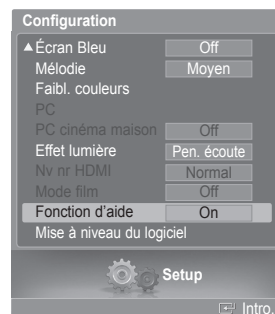 Configuration
Écran Bleu Off
Mélodie Moyen
Faibl. couleurs
PC
PC cinéma maison Off
Effet lumière Pen. écoute
Nv nr HDMI Normal
Mode film Off
Fonction d'aide On
Mise à niveau du logiciel
Setup
Intro.